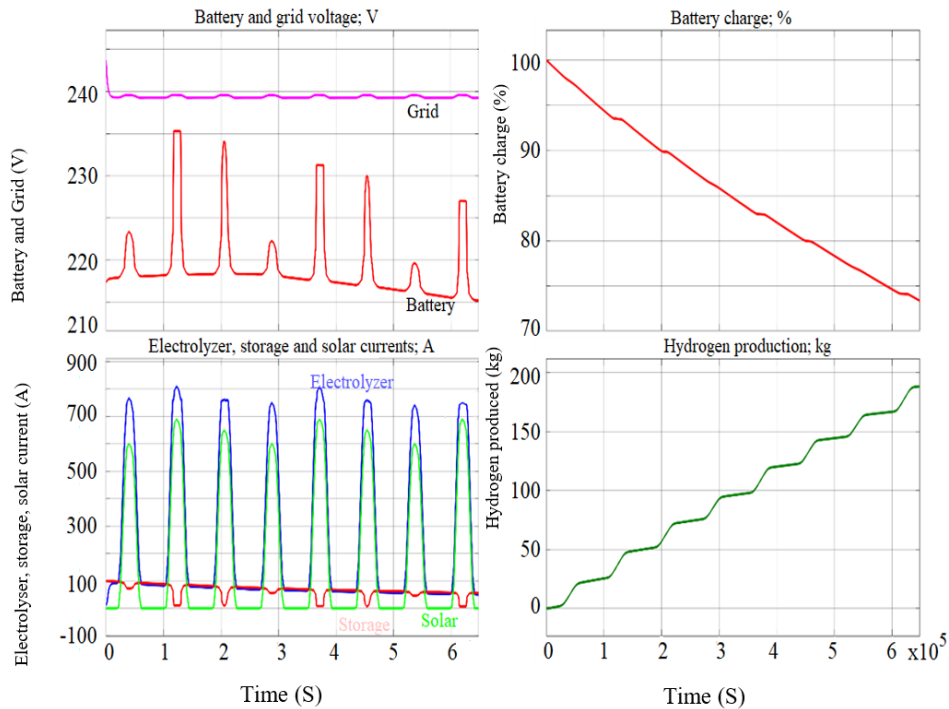 Battery and grid voltage; V
Battery and Grid (V)
240
230
220
210
Grid
Battery
Battery charge; %
Battery charge (%)
100
90
80
70
Electrolyzer, storage and solar currents; A
Electrolyser, storage, solar current (A)
900
700
500
300
100
-100
Electrolyzer
Storage
Solar
0 1 2 3 4 5 6
Time (S)
Hydrogen production; kg
Hydrogen produced (kg)
200
150
100
50
0
0 1 2 3 4 5 6 x10^5
Time (S)